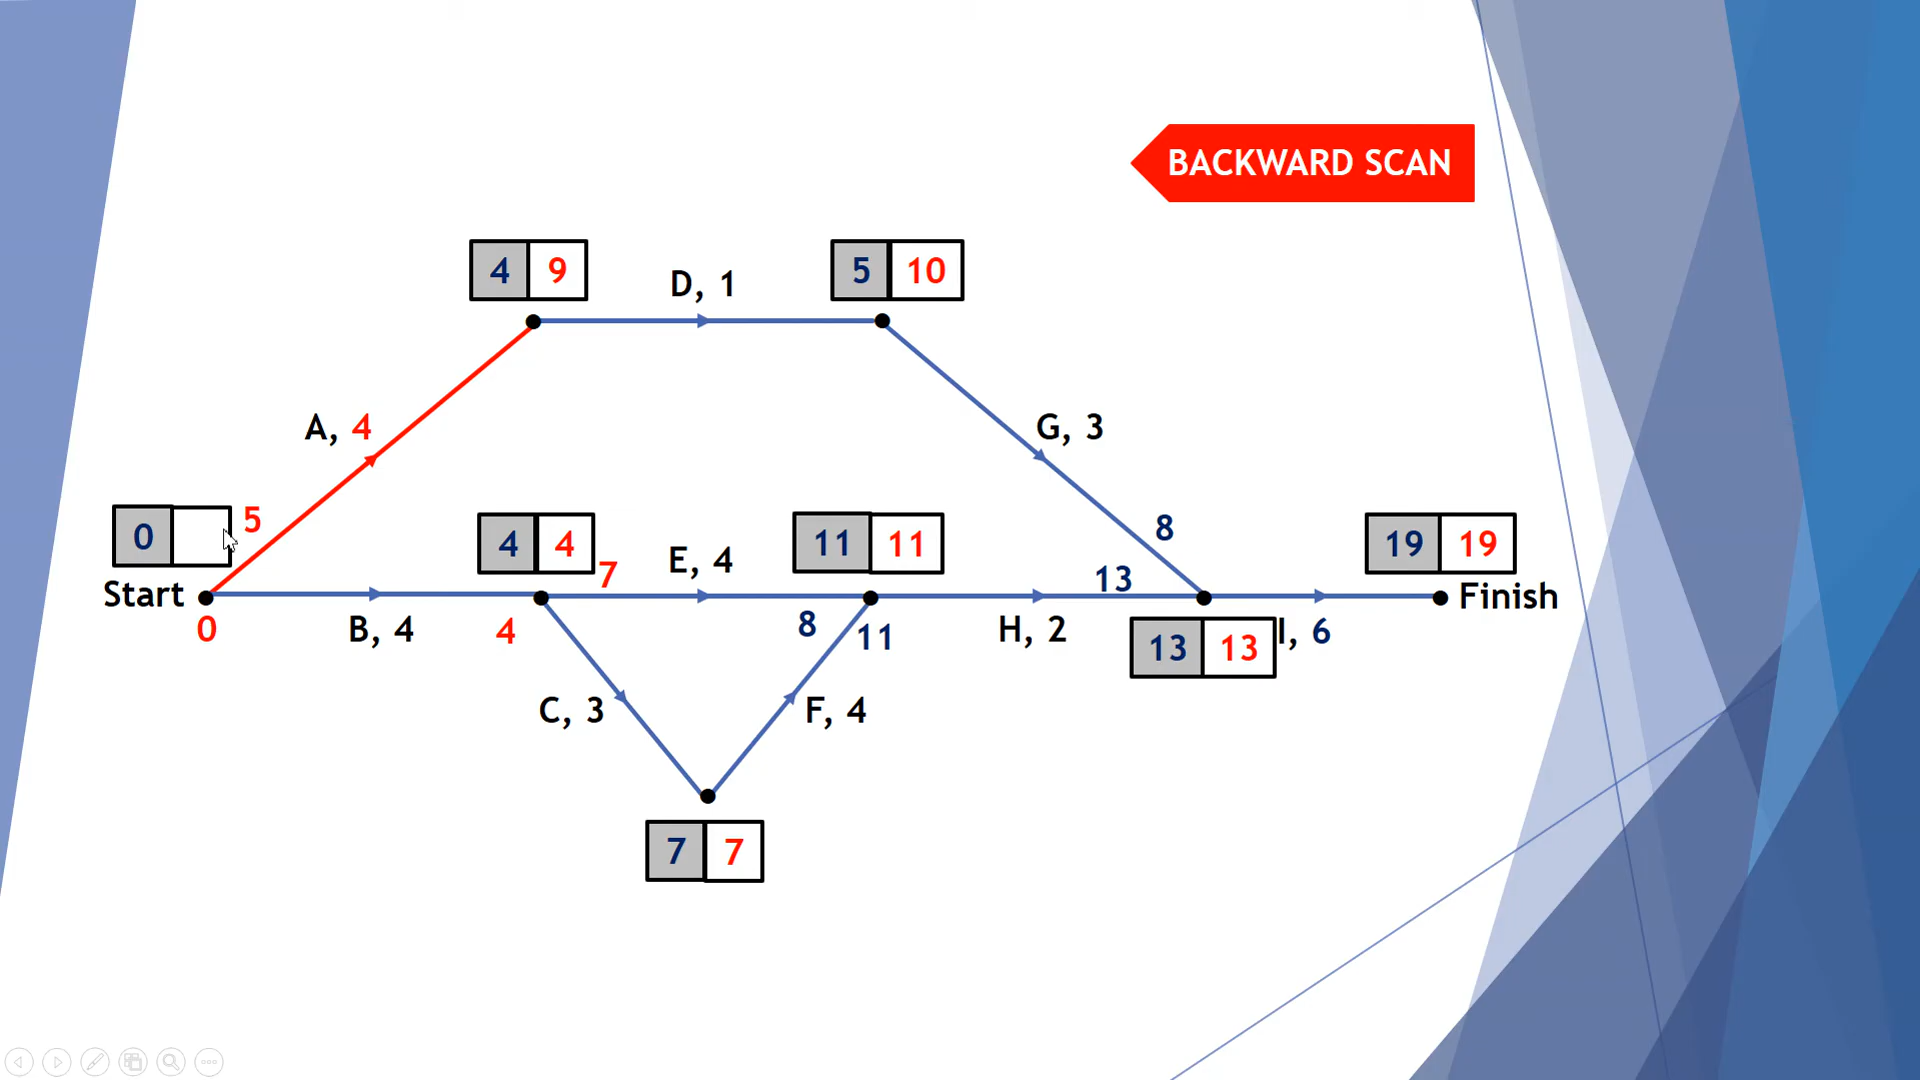 BACKWARD SCAN
4 9
D, 1
5 10
A, 4
G, 3
0
5
4 4
7
E, 4
11 11
8
13
19 19
Start
Finish
0
B, 4
4
8
11
H, 2
13 13
I, 6
C, 3
F, 4
7 7